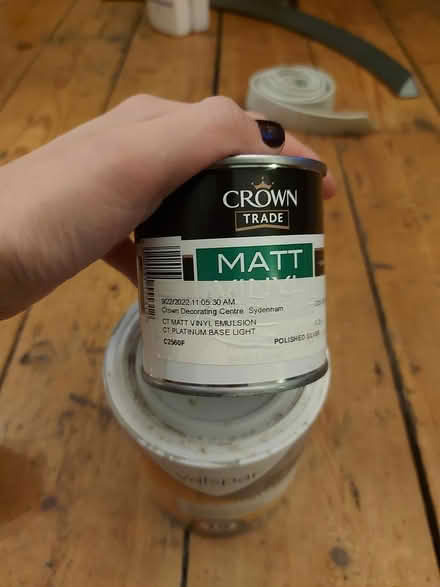 CROWN
TRADE
MATT
9/22/2022 11:05:30 AM
Crown Decorating Centre Sydenham
CT MATT VINYL EMULSION
CT PLATINUM BASE LIGHT
C2560F
POLISHED SILVER
valspar